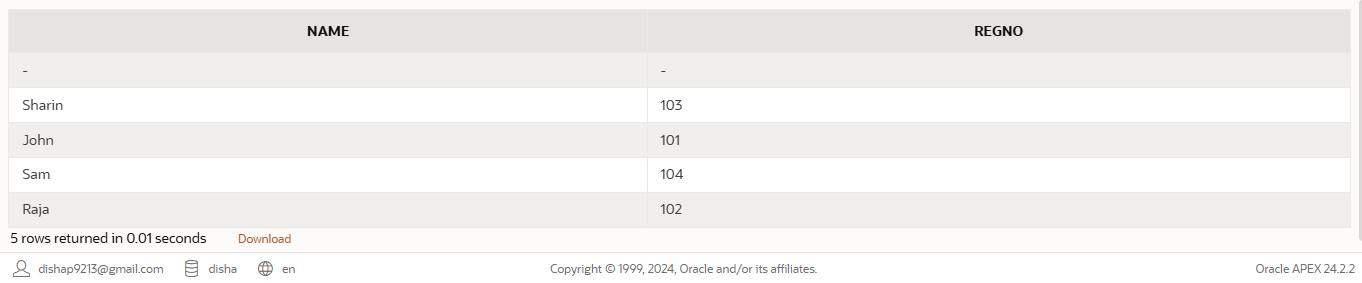 NAME REGNO
- -
Sharin 103
John 101
Sam 104
Raja 102
5 rows returned in 0.01 seconds Download
dishap9213@gmail.com disha en Copyright © 1999, 2024, Oracle and/or its affiliates. Oracle APEX 24.2.2